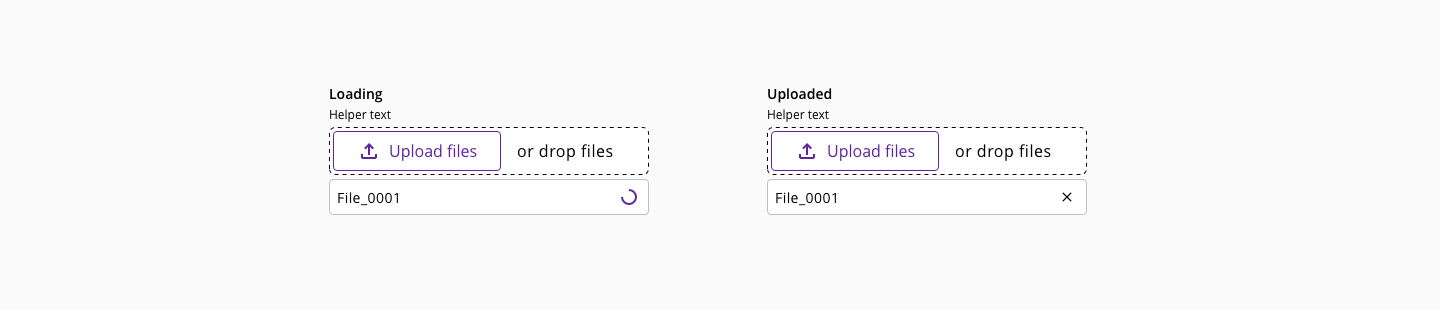 Loading
Helper text
Upload files or drop files
File_0001
Uploaded
Helper text
Upload files or drop files
File_0001